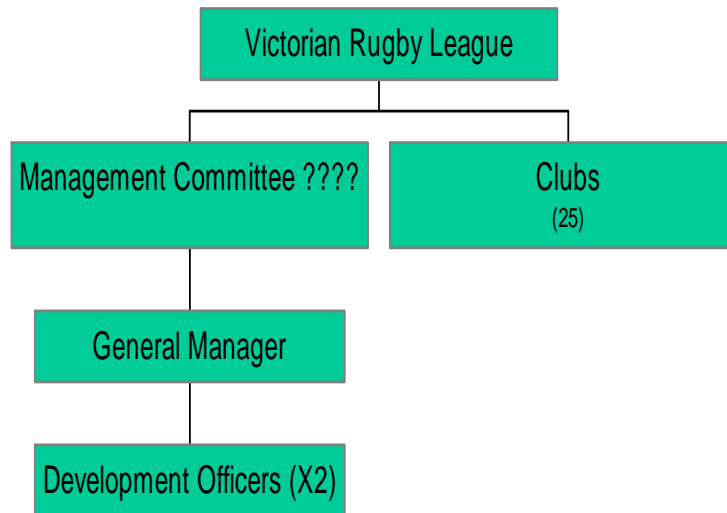 Victorian Rugby League
Management Committee ????
Clubs
(25)
General Manager
Development Officers (X2)